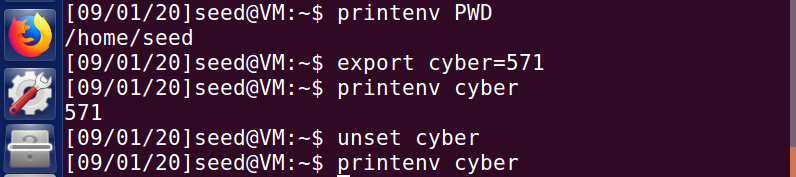 [09/01/20]seed@VM:~$ printenv PWD
/home/seed
[09/01/20]seed@VM:~$ export cyber=571
[09/01/20]seed@VM:~$ printenv cyber
571
[09/01/20]seed@VM:~$ unset cyber
[09/01/20]seed@VM:~$ printenv cyber